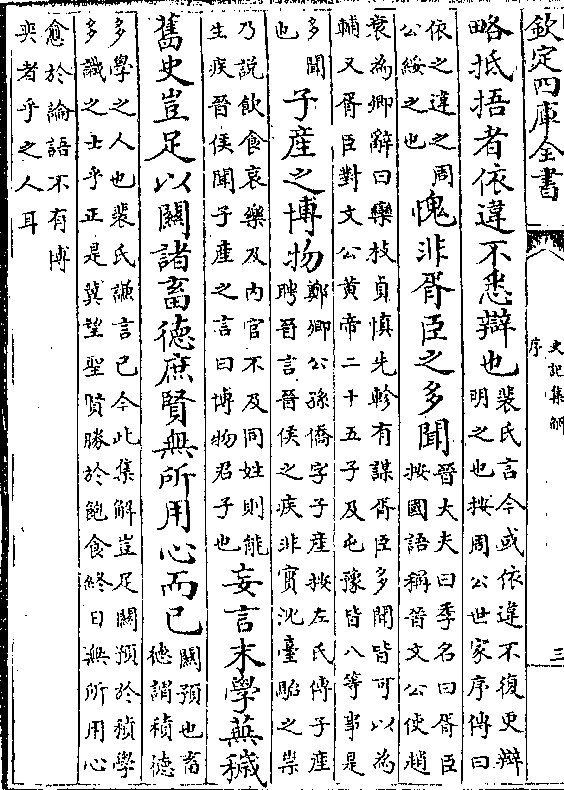 欽定四庫全書
史記集解
序
三
略抵捂者依違不悉辯也
裴氏言今或依違不復更辯
明之也按周公世家序傳曰
依之違之周
公綏之也
愧非胥臣之多聞
晉大夫曰季名曰胥臣
按國語稱晉文公使趙
衰為卿辭曰欒枝貞慎先軫有謀胥臣多聞皆可以為
輔又胥臣對文公黄帝二十五子及屯豫皆八等事是
多聞
也
子產之博物
鄭卿公孫僑字子產按左氏傳子產
聘晉言晉侯之疾非實沈臺駘之祟
乃說飲食哀樂及內官不及同姓則能
生疾晉侯聞子產之言曰博物君子也
妄言末學蕪穢
舊史豈足以關諸畜德庶賢無所用心而已
關預也畜
德謂積德
多學之人也裴氏謙言已今此集解豈足關預於積學
多識之士乎正是冀望聖賢勝於飽食終日無所用心
愈於論語不有博
奕者乎之人耳